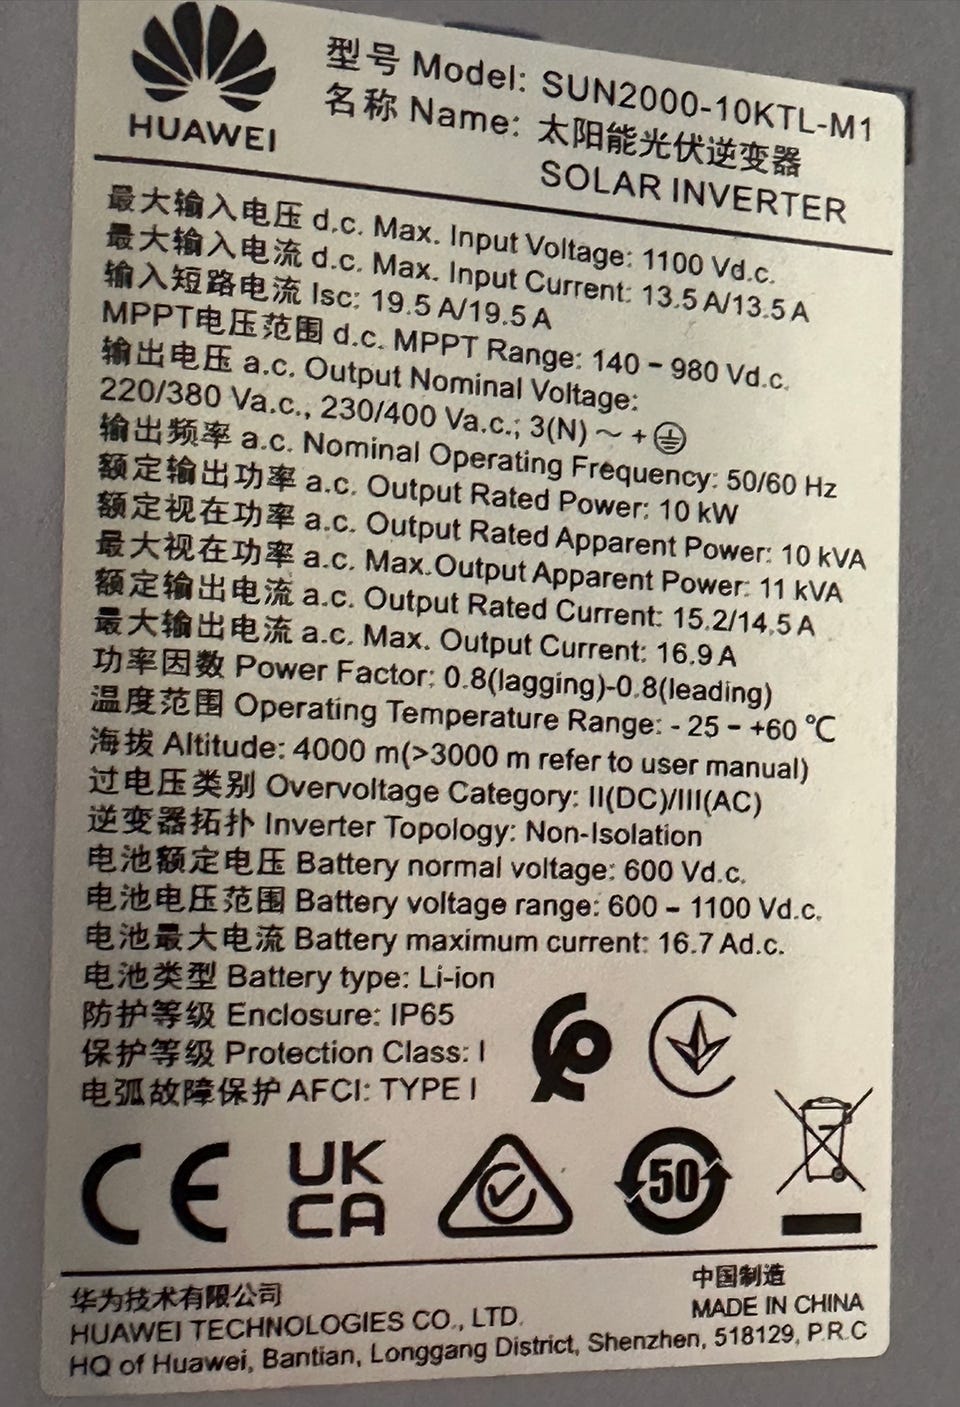 HUAWEI
型号 Model: SUN2000-10KTL-M1
名称 Name: 太阳能光伏逆变器
SOLAR INVERTER
最大输入电压 d.c. Max. Input Voltage: 1100 Vd.c.
最大输入电流 d.c. Max. Input Current: 13.5 A/13.5 A
输入短路电流 Isc: 19.5 A/19.5 A
MPPT电压范围 d.c. MPPT Range: 140 – 980 Vd.c.
输出电压 a.c. Output Nominal Voltage:
220/380 Va.c., 230/400 Va.c.; 3(N) ~ + ⏚
输出频率 a.c. Nominal Operating Frequency: 50/60 Hz
额定输出功率 a.c. Output Rated Power: 10 kW
额定视在功率 a.c. Output Rated Apparent Power: 10 kVA
最大视在功率 a.c. Max.Output Apparent Power: 11 kVA
额定输出电流 a.c. Output Rated Current: 15.2/14.5 A
最大输出电流 a.c. Max. Output Current: 16.9 A
功率因数 Power Factor: 0.8(lagging)-0.8(leading)
温度范围 Operating Temperature Range: - 25 – +60 ℃
海拔 Altitude: 4000 m(>3000 m refer to user manual)
过电压类别 Overvoltage Category: II(DC)/III(AC)
逆变器拓扑 Inverter Topology: Non-Isolation
电池额定电压 Battery normal voltage: 600 Vd.c.
电池电压范围 Battery voltage range: 600 – 1100 Vd.c.
电池最大电流 Battery maximum current: 16.7 Ad.c.
电池类型 Battery type: Li-ion
防护等级 Enclosure: IP65
保护等级 Protection Class: I
电弧故障保护 AFCI: TYPE I
CE
UK
CA
50
华为技术有限公司
HUAWEI TECHNOLOGIES CO., LTD.
中国制造
MADE IN CHINA
HQ of Huawei, Bantian, Longgang District, Shenzhen, 518129, P.R.C